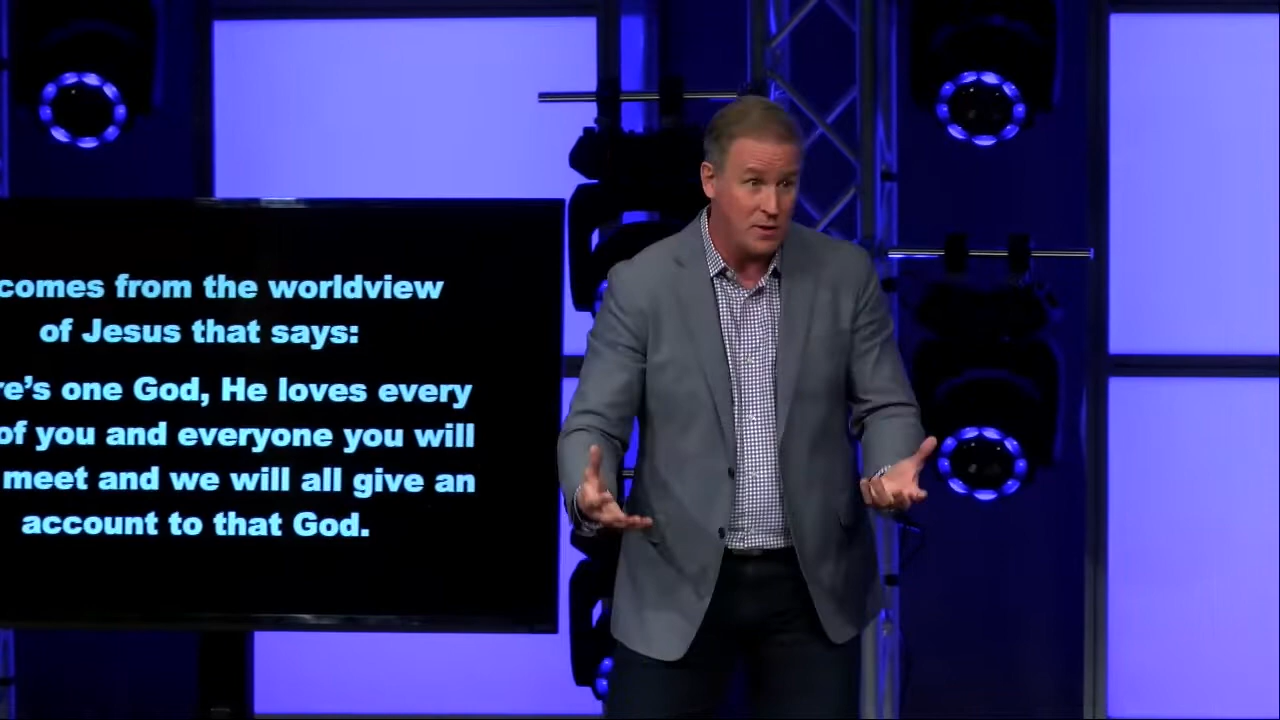 comes from the worldview
of Jesus that says:
re's one God, He loves every
of you and everyone you will
meet and we will all give an
account to that God.